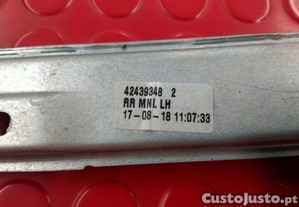 42439348 2
RR MNL LH
17-08-18 11:07:33
CustoJusto.pt